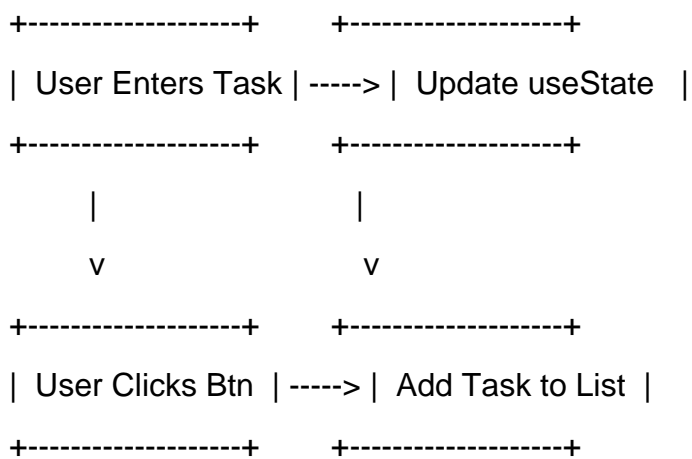 +--------------------+ +--------------------+
| User Enters Task | -----> | Update useState |
+--------------------+ +--------------------+
| |
v v
+--------------------+ +--------------------+
| User Clicks Btn | -----> | Add Task to List |
+--------------------+ +--------------------+